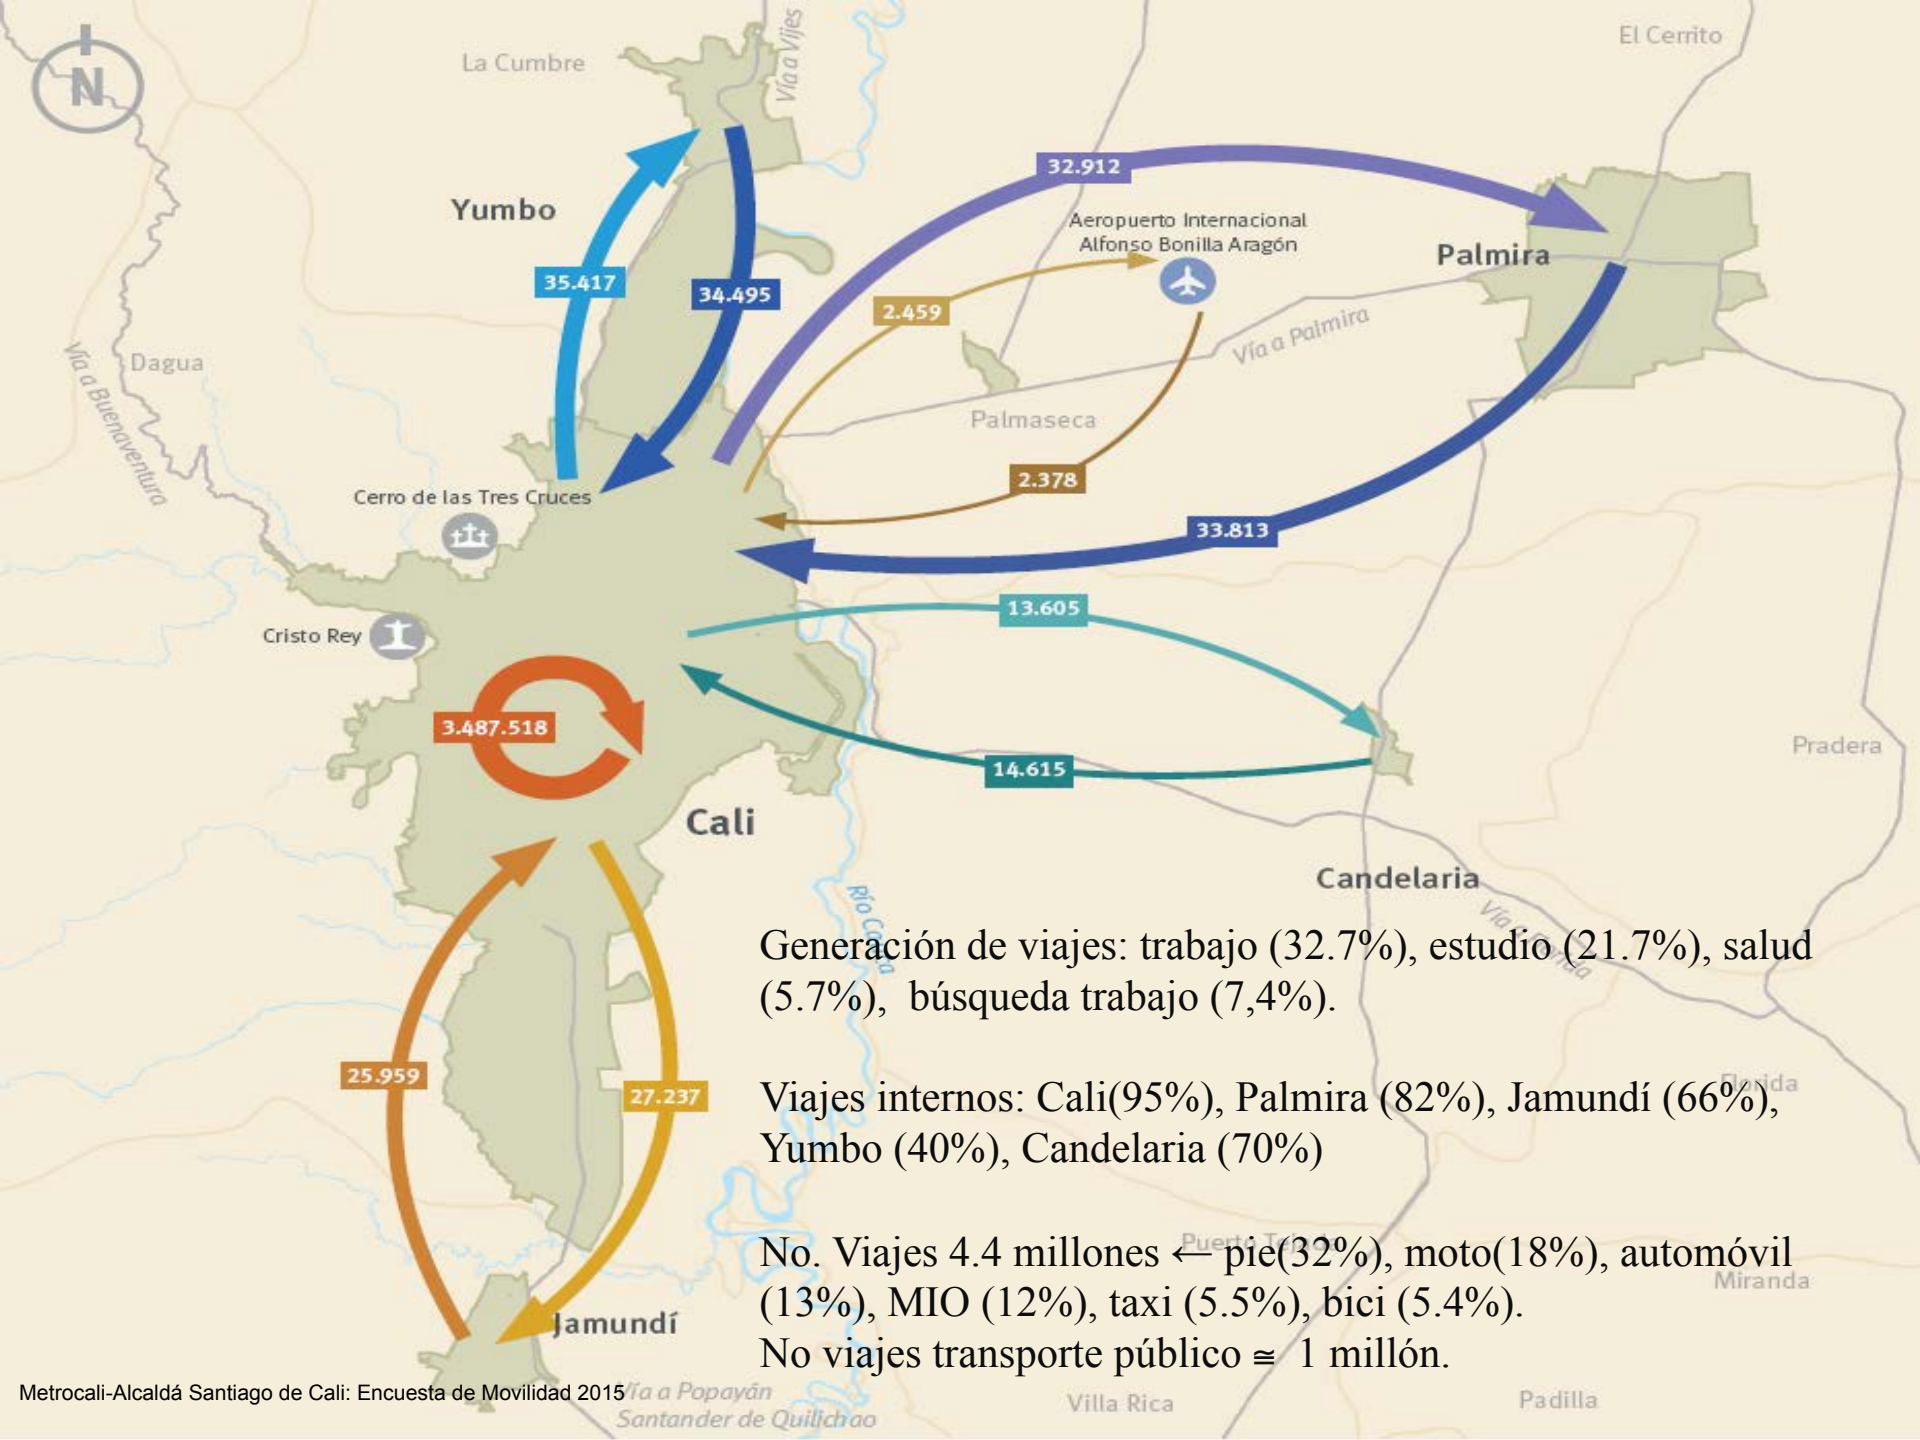 N
La Cumbre
Vía a Vijes
El Cerrito
32.912
Yumbo
Aeropuerto Internacional
Alfonso Bonilla Aragón
Palmira
35.417
34.495
2.459
Vía a Palmira
Dagua
Vía a Buenaventura
Palmaseca
2.378
Cerro de las Tres Cruces
33.813
13.605
Cristo Rey
3.487.518
Pradera
14.615
Cali
Candelaria
Río Cauca
Vía a Florida
Generación de viajes: trabajo (32.7%), estudio (21.7%), salud
(5.7%),  búsqueda trabajo (7,4%).
25.959
27.237
Florida
Viajes internos: Cali(95%), Palmira (82%), Jamundí (66%),
Yumbo (40%), Candelaria (70%)
Puerto Tejada
No. Viajes 4.4 millones ← pie(32%), moto(18%), automóvil
Miranda
(13%), MIO (12%), taxi (5.5%), bici (5.4%).
Jamundí
No viajes transporte público ≅ 1 millón.
Metrocali-Alcaldá Santiago de Cali: Encuesta de Movilidad 2015
Vía a Popayán
Santander de Quilichao
Villa Rica
Padilla